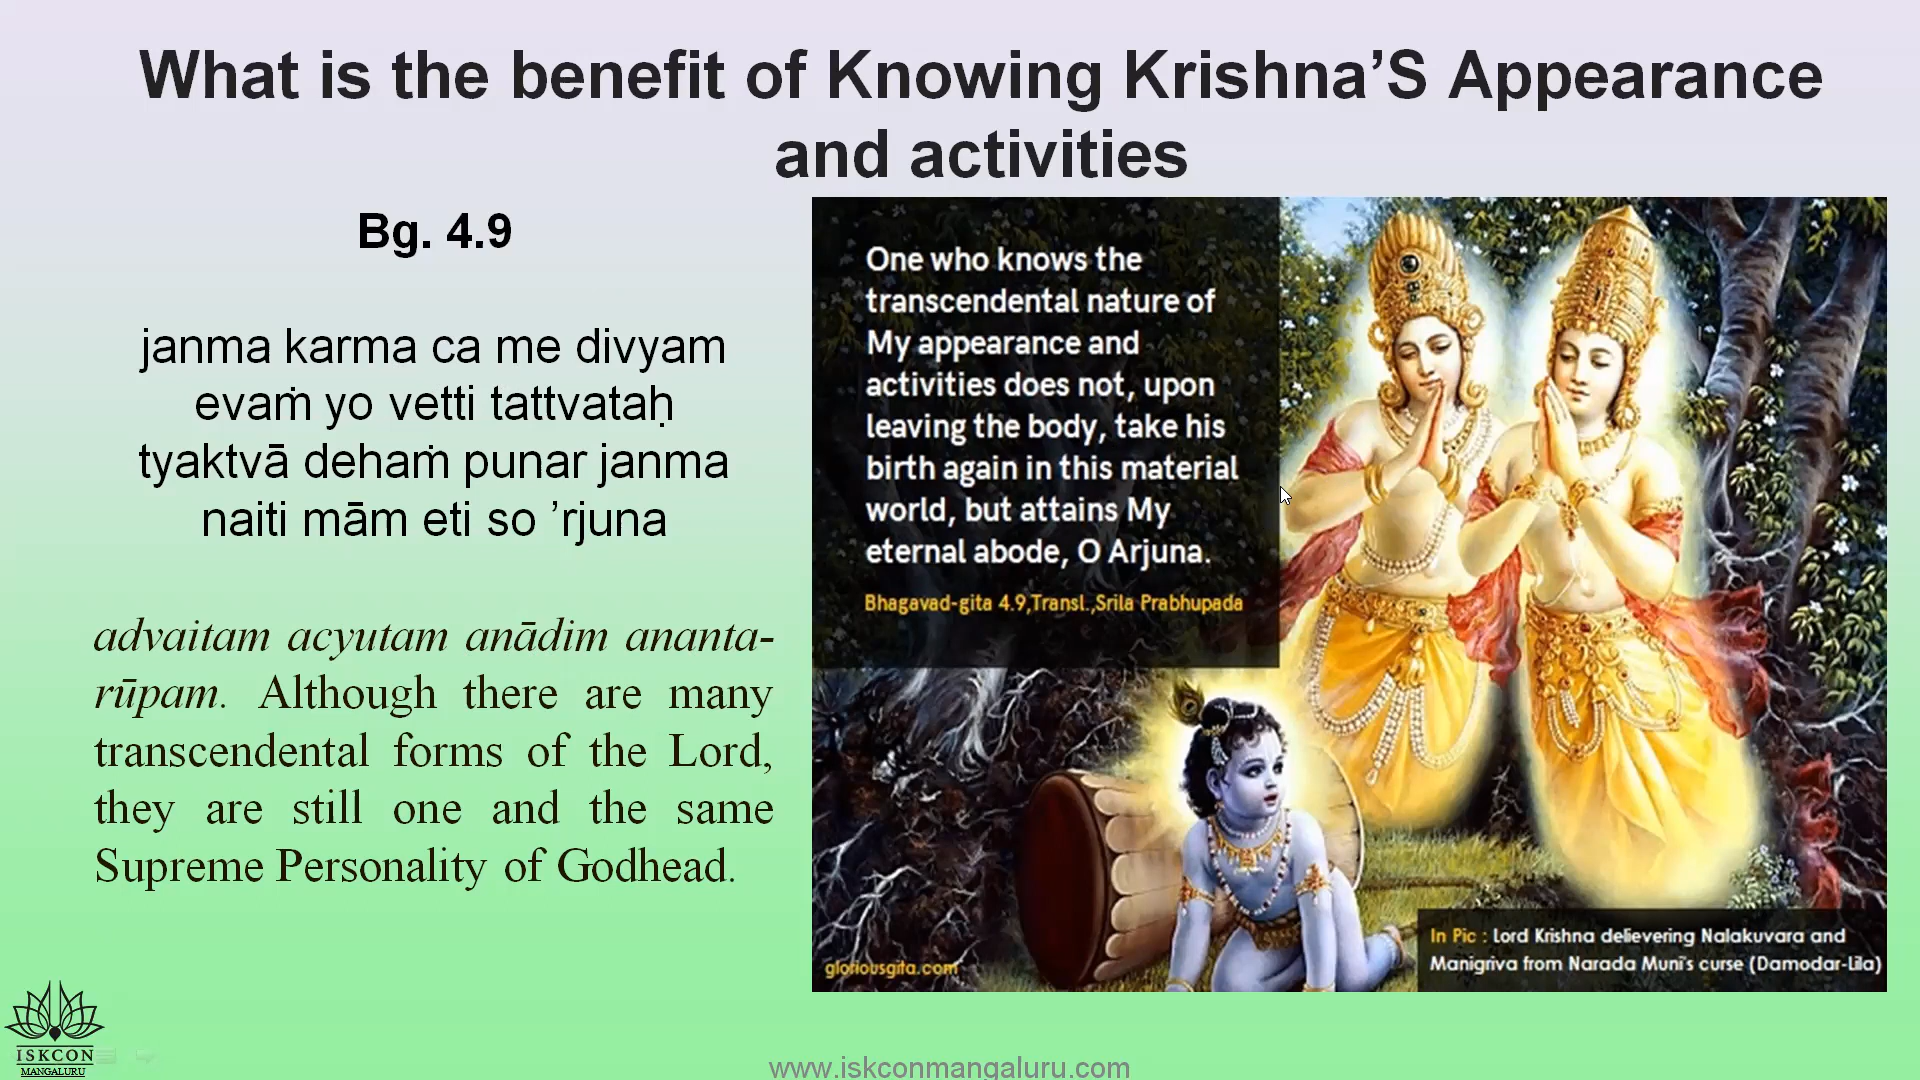 What is the benefit of Knowing Krishna’S Appearance
and activities
Bg. 4.9
janma karma ca me divyam
evaṁ yo vetti tattvataḥ
tyaktvā dehaṁ punar janma
naiti mām eti so ’rjuna
advaitam acyutam anādim ananta-
rūpam. Although there are many
transcendental forms of the Lord,
they are still one and the same
Supreme Personality of Godhead.
One who knows the
transcendental nature of
My appearance and
activities does not, upon
leaving the body, take his
birth again in this material
world, but attains My
eternal abode, O Arjuna.
Bhagavad-gita 4.9,Transl.,Srila Prabhupada
gloriousgita.com
In Pic : Lord Krishna delievering Nalakuvara and
Manigriva from Narada Muni's curse (Damodar-Lila)
ISKCON
MANGALURU
www.iskconmangaluru.com